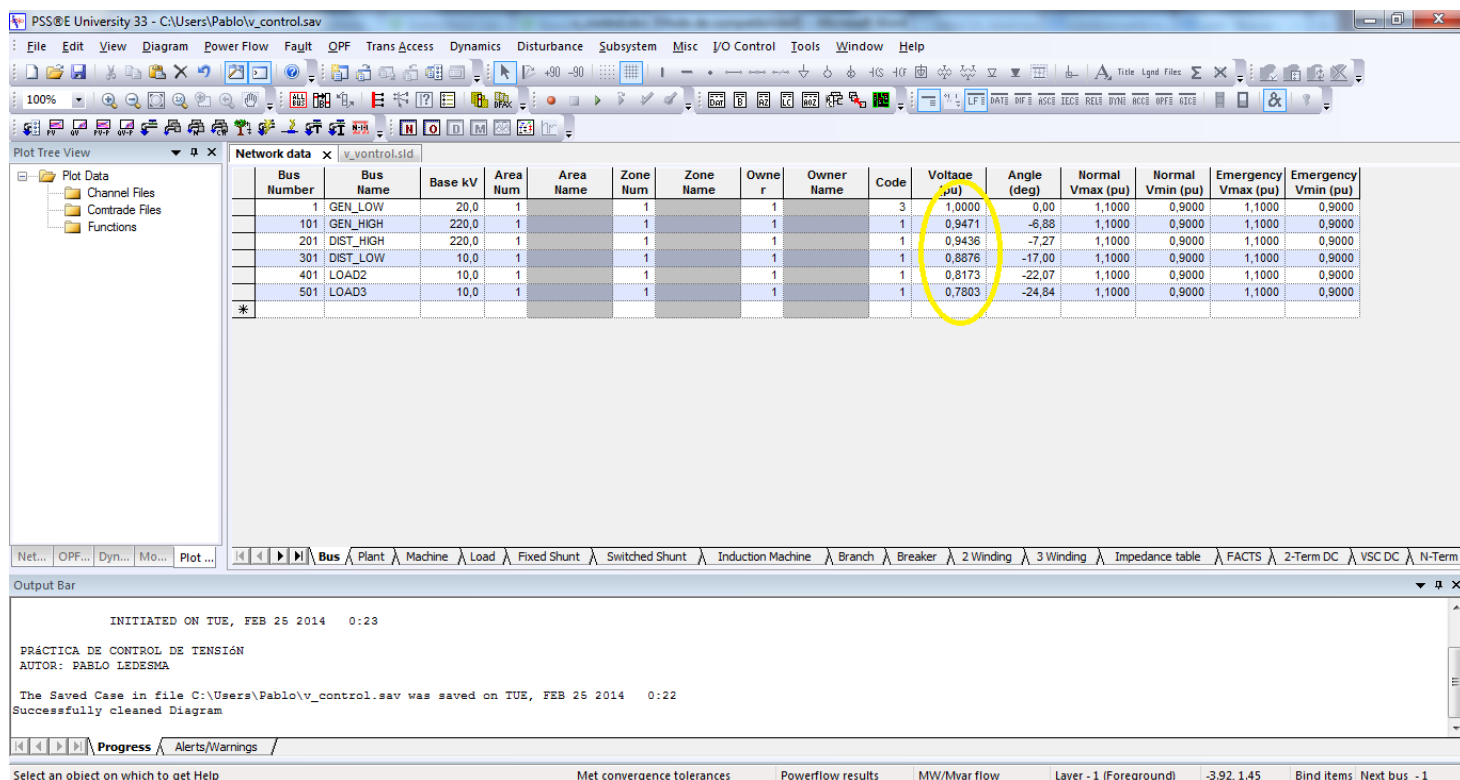 PSS®E University 33 - C:\Users\Pablo\v_control.sav
File Edit View Diagram Power Flow Fault OPF Trans Access Dynamics Disturbance Subsystem Misc I/O Control Tools Window Help
+90 -90 Title Lgnd Files
100%
Plot Tree View
Network data x v_vontrol.sld
Plot Data
Channel Files
Comtrade Files
Functions
Bus Number Bus Name Base kV Area Num Area Name Zone Num Zone Name Owne r Owner Name Code Voltage (pu) Angle (deg) Normal Vmax (pu) Normal Vmin (pu) Emergency Vmax (pu) Emergency Vmin (pu)
1 GEN_LOW 20,0 1 1 1 3 1,0000 0,00 1,1000 0,9000 1,1000 0,9000
101 GEN_HIGH 220,0 1 1 1 1 0,9471 -6,88 1,1000 0,9000 1,1000 0,9000
201 DIST_HIGH 220,0 1 1 1 1 0,9436 -7,27 1,1000 0,9000 1,1000 0,9000
301 DIST_LOW 10,0 1 1 1 1 0,8876 -17,00 1,1000 0,9000 1,1000 0,9000
401 LOAD2 10,0 1 1 1 1 0,8173 -22,07 1,1000 0,9000 1,1000 0,9000
501 LOAD3 10,0 1 1 1 1 0,7803 -24,84 1,1000 0,9000 1,1000 0,9000
Net... OPF... Dyn... Mo... Plot ...
Bus Plant Machine Load Fixed Shunt Switched Shunt Induction Machine Branch Breaker 2 Winding 3 Winding Impedance table FACTS 2-Term DC VSC DC N-Term
Output Bar
INITIATED ON TUE, FEB 25 2014 0:23
PRáCTICA DE CONTROL DE TENSIóN
AUTOR: PABLO LEDESMA
The Saved Case in file C:\Users\Pablo\v_control.sav was saved on TUE, FEB 25 2014 0:22
Successfully cleaned Diagram
Progress Alerts/Warnings
Select an object on which to get Help Met convergence tolerances Powerflow results MW/Mvar flow Layer - 1 (Foreground) -3.92, 1.45 Bind items Next bus - 1